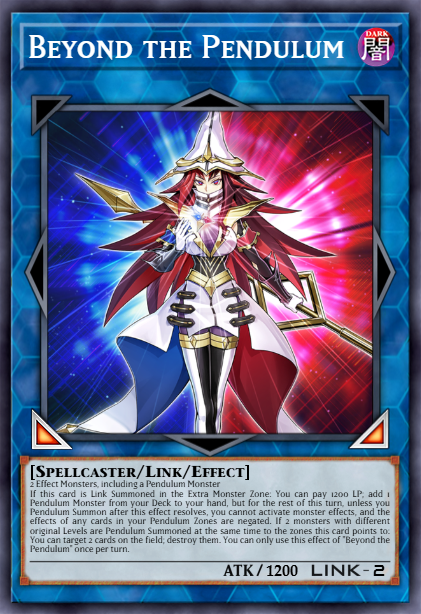 Beyond the Pendulum
DARK
闇
[Spellcaster/Link/Effect]
2 Effect Monsters, including a Pendulum Monster
If this card is Link Summoned in the Extra Monster Zone: You can pay 1200 LP; add 1
Pendulum Monster from your Deck to your hand, but for the rest of this turn, unless you
Pendulum Summon after this effect resolves, you cannot activate monster effects, and the
effects of any cards in your Pendulum Zones are negated. If 2 monsters with different
original Levels are Pendulum Summoned at the same time to the zones this card points to:
You can target 2 cards on the field; destroy them. You can only use this effect of "Beyond the
Pendulum" once per turn.
ATK / 1200 LINK-2